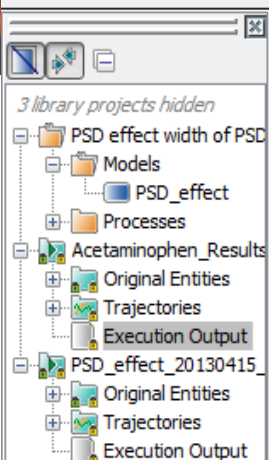 3 library projects hidden
PSD effect width of PSD
Models
PSD_effect
Processes
Acetaminophen_Results
Original Entities
Trajectories
Execution Output
PSD_effect_20130415_
Original Entities
Trajectories
Execution Output